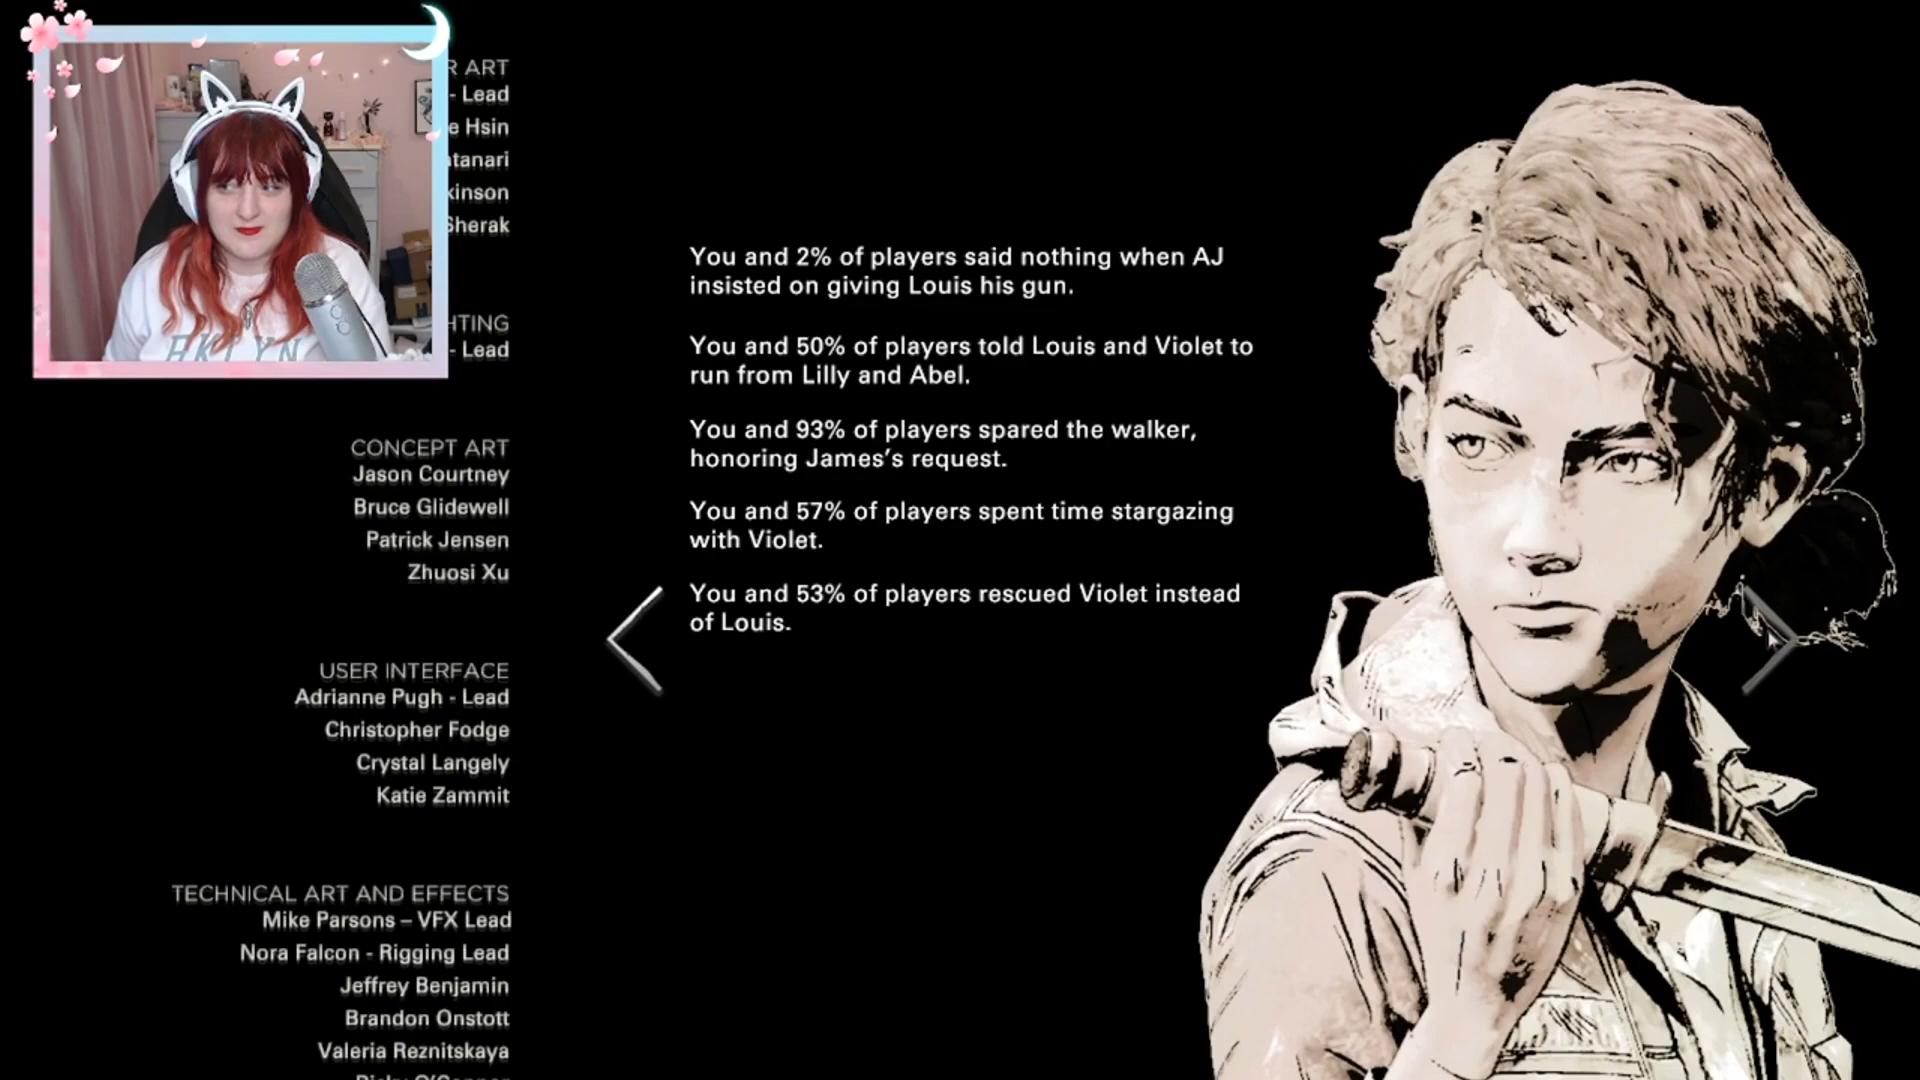 R ART
- Lead
e Hsin
ntanari
kinson
Sherak
HTING
- Lead
CONCEPT ART
Jason Courtney
Bruce Glidewell
Patrick Jensen
Zhuosi Xu
USER INTERFACE
Adrianne Pugh - Lead
Christopher Fodge
Crystal Langely
Katie Zammit
TECHNICAL ART AND EFFECTS
Mike Parsons – VFX Lead
Nora Falcon - Rigging Lead
Jeffrey Benjamin
Brandon Onstott
Valeria Reznitskaya
You and 2% of players said nothing when AJ
insisted on giving Louis his gun.
You and 50% of players told Louis and Violet to
run from Lilly and Abel.
You and 93% of players spared the walker,
honoring James’s request.
You and 57% of players spent time stargazing
with Violet.
You and 53% of players rescued Violet instead
of Louis.